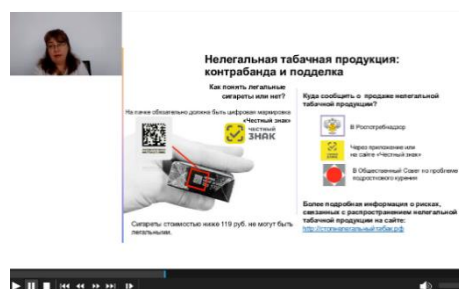 Нелегальная табачная продукция:
контрабанда и подделка
Как понять легальные
сигареты или нет?
На пачке обязательно должна быть цифровая маркировка
«Честный знак»
честный
ЗНАК
Сигареты стоимостью ниже 119 руб. не могут быть
легальными.
Куда сообщить о продаже нелегальной
табачной продукции?
В Роспотребнадзор
Через приложение или
на сайте «Честный знак»
В Общественный Совет по проблеме
подросткового курения
Более подробная информация о рисках,
связанных с распространением нелегальной
табачной продукции на сайте:
http://стопнелегальныйтабак.рф